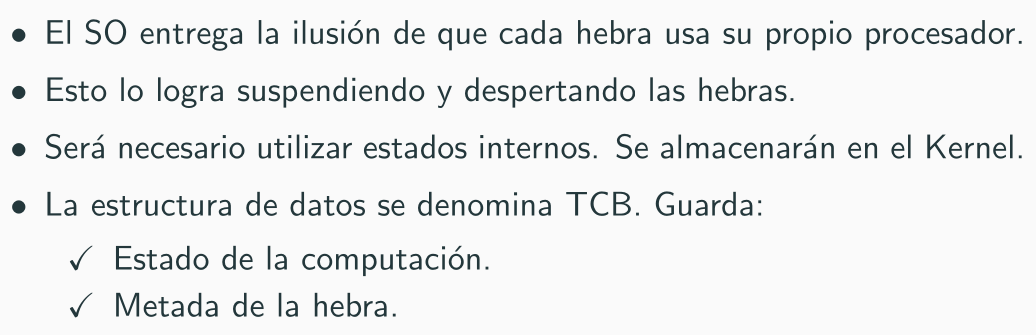 • El SO entrega la ilusión de que cada hebra usa su propio procesador.
• Esto lo logra suspendiendo y despertando las hebras.
• Será necesario utilizar estados internos. Se almacenarán en el Kernel.
• La estructura de datos se denomina TCB. Guarda:
✓ Estado de la computación.
✓ Metada de la hebra.